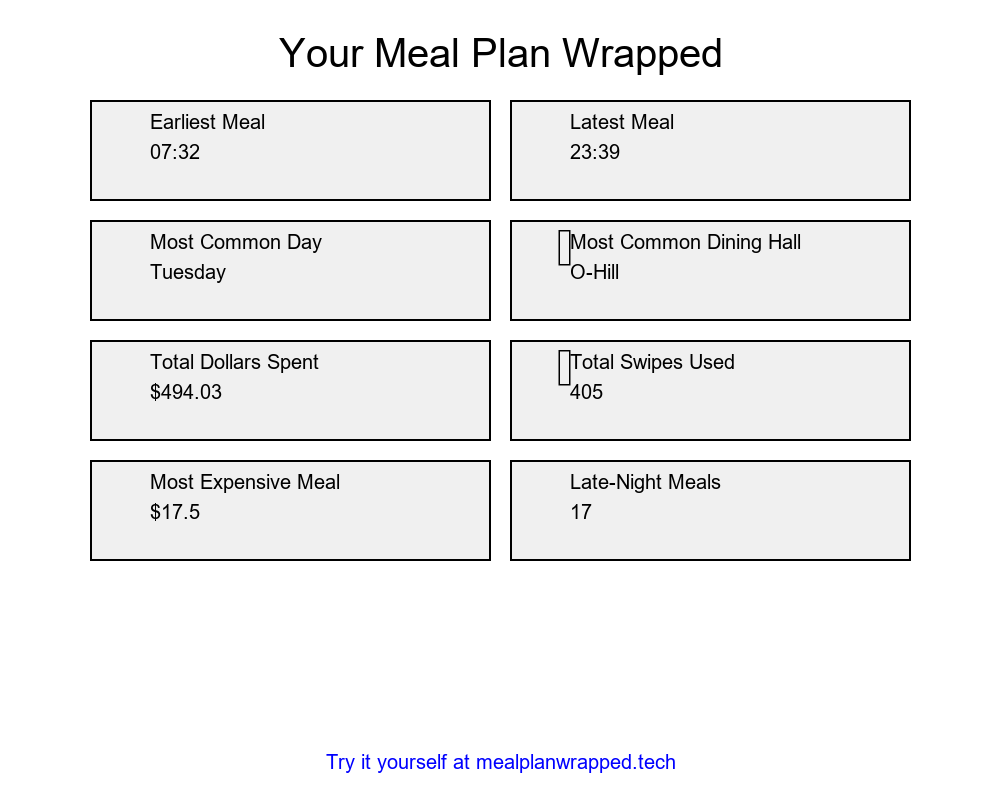 Your Meal Plan Wrapped
Earliest Meal
07:32
Latest Meal
23:39
Most Common Day
Tuesday
Most Common Dining Hall
O-Hill
Total Dollars Spent
$494.03
Total Swipes Used
405
Most Expensive Meal
$17.5
Late-Night Meals
17
Try it yourself at mealplanwrapped.tech